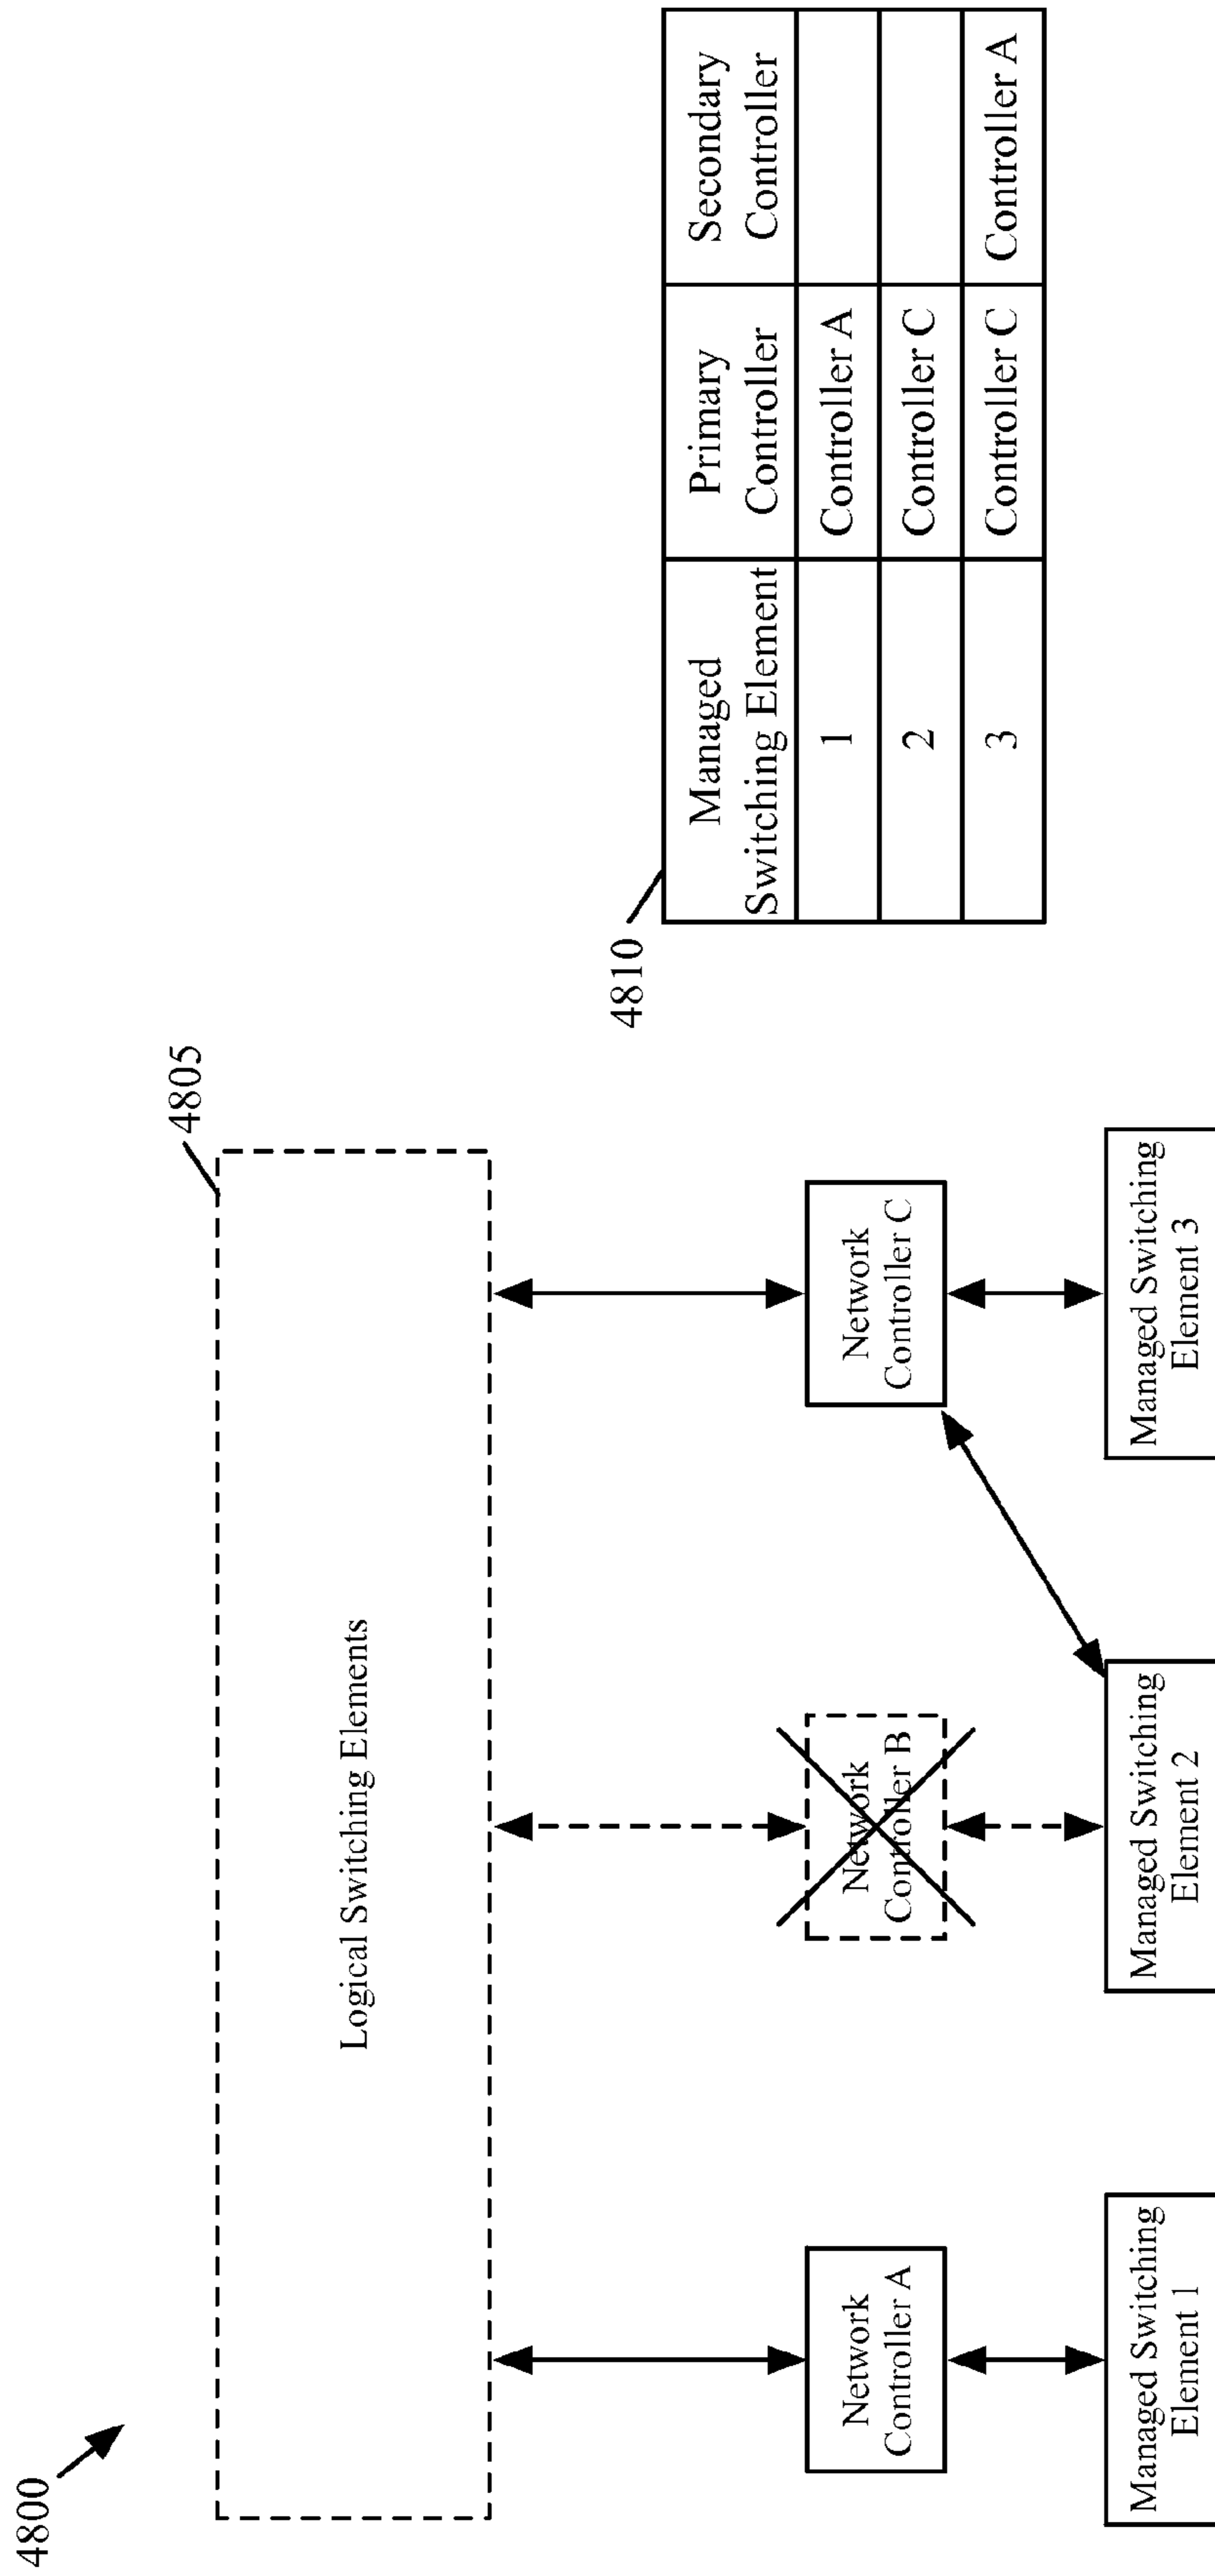 4800
4805
Logical Switching Elements
Network
Controller A
Network
Controller B
Network
Controller C
Managed Switching
Element 1
Managed Switching
Element 2
Managed Switching
Element 3
4810
Managed
Switching Element
Primary
Controller
Secondary
Controller
1
Controller A
2
Controller C
3
Controller C
Controller A